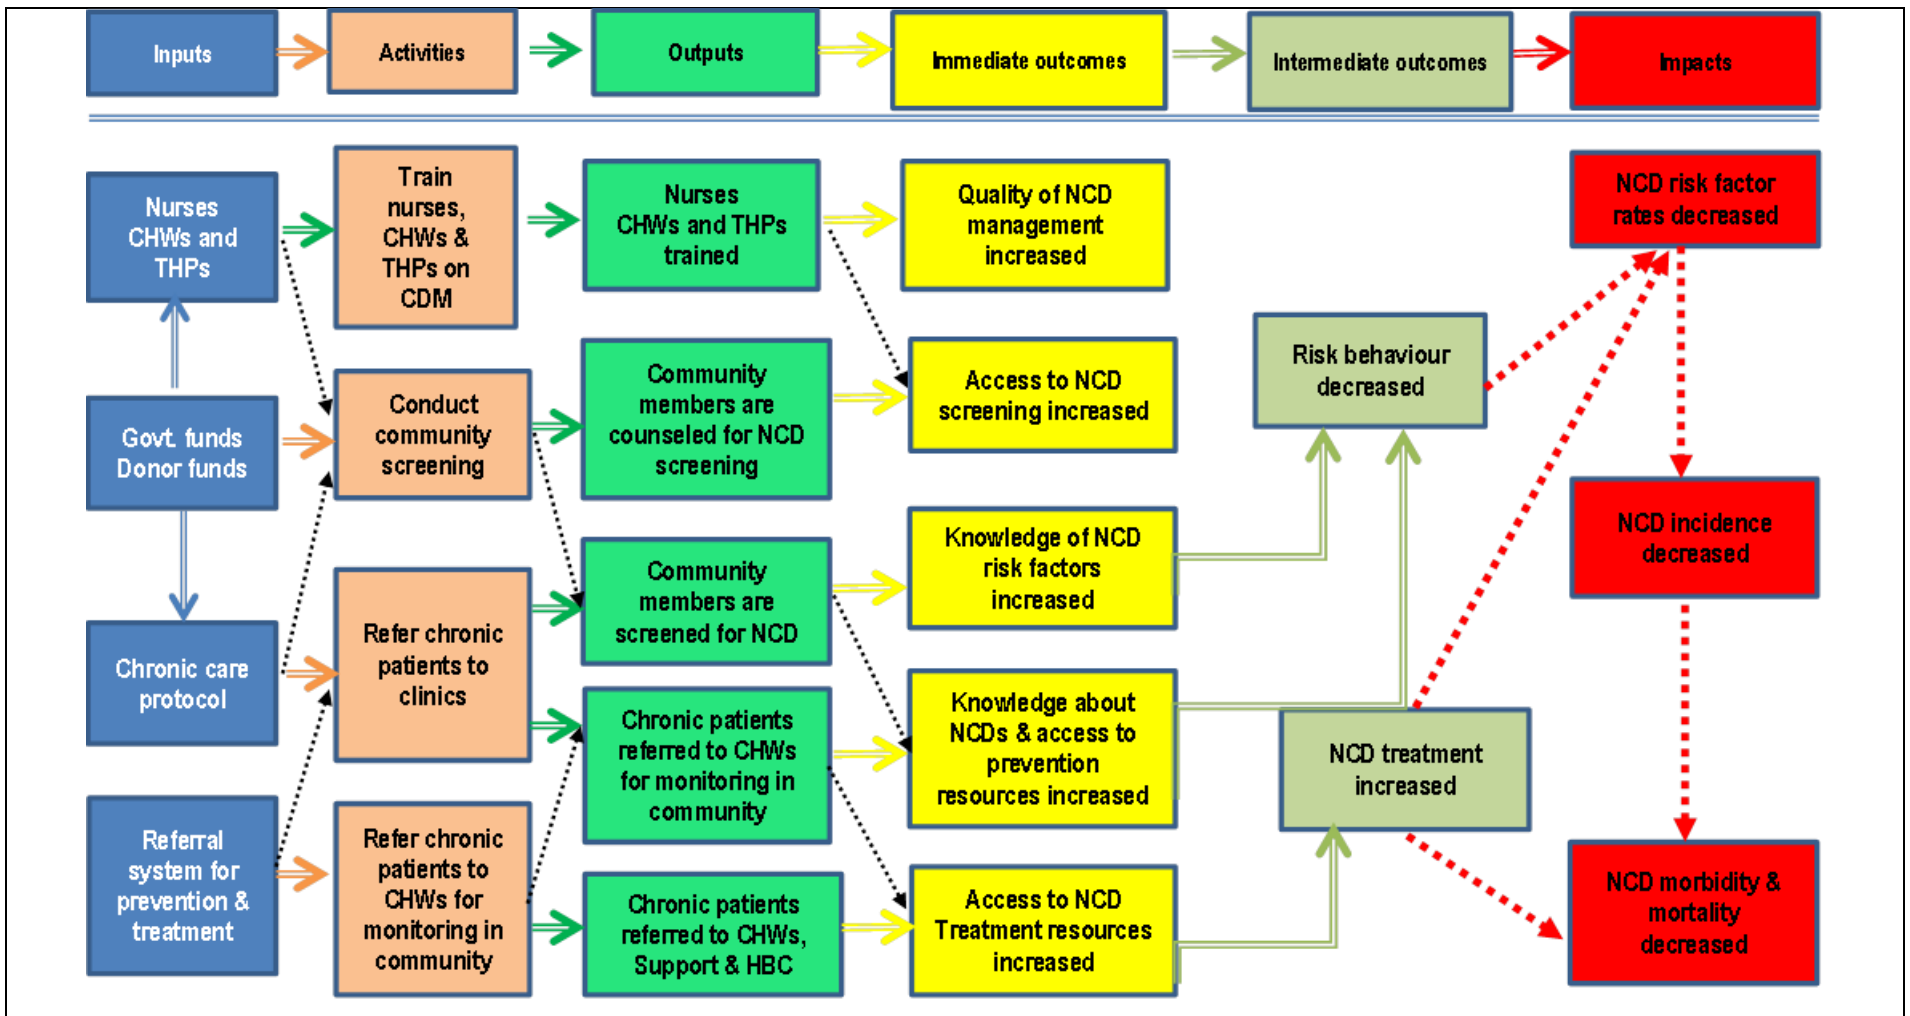 Inputs
Activities
Outputs
Immediate outcomes
Intermediate outcomes
Impacts
Nurses
CHWs and
THPs
Govt. funds
Donor funds
Chronic care
protocol
Referral
system for
prevention &
treatment
Train
nurses,
CHWs &
THPs on
CDM
Conduct
community
screening
Refer chronic
patients to
clinics
Refer chronic
patients to
CHWs for
monitoring in
community
Nurses
CHWs and THPs
trained
Community
members are
counseled for NCD
screening
Community
members are
screened for NCD
Chronic patients
referred to CHWs
for monitoring in
community
Chronic patients
referred to CHWs,
Support & HBC
Quality of NCD
management
increased
Access to NCD
screening increased
Knowledge of NCD
risk factors
increased
Knowledge about
NCDs & access to
prevention
resources increased
Access to NCD
Treatment resources
increased
Risk behaviour
decreased
NCD treatment
increased
NCD risk factor
rates decreased
NCD incidence
decreased
NCD morbidity &
mortality
decreased